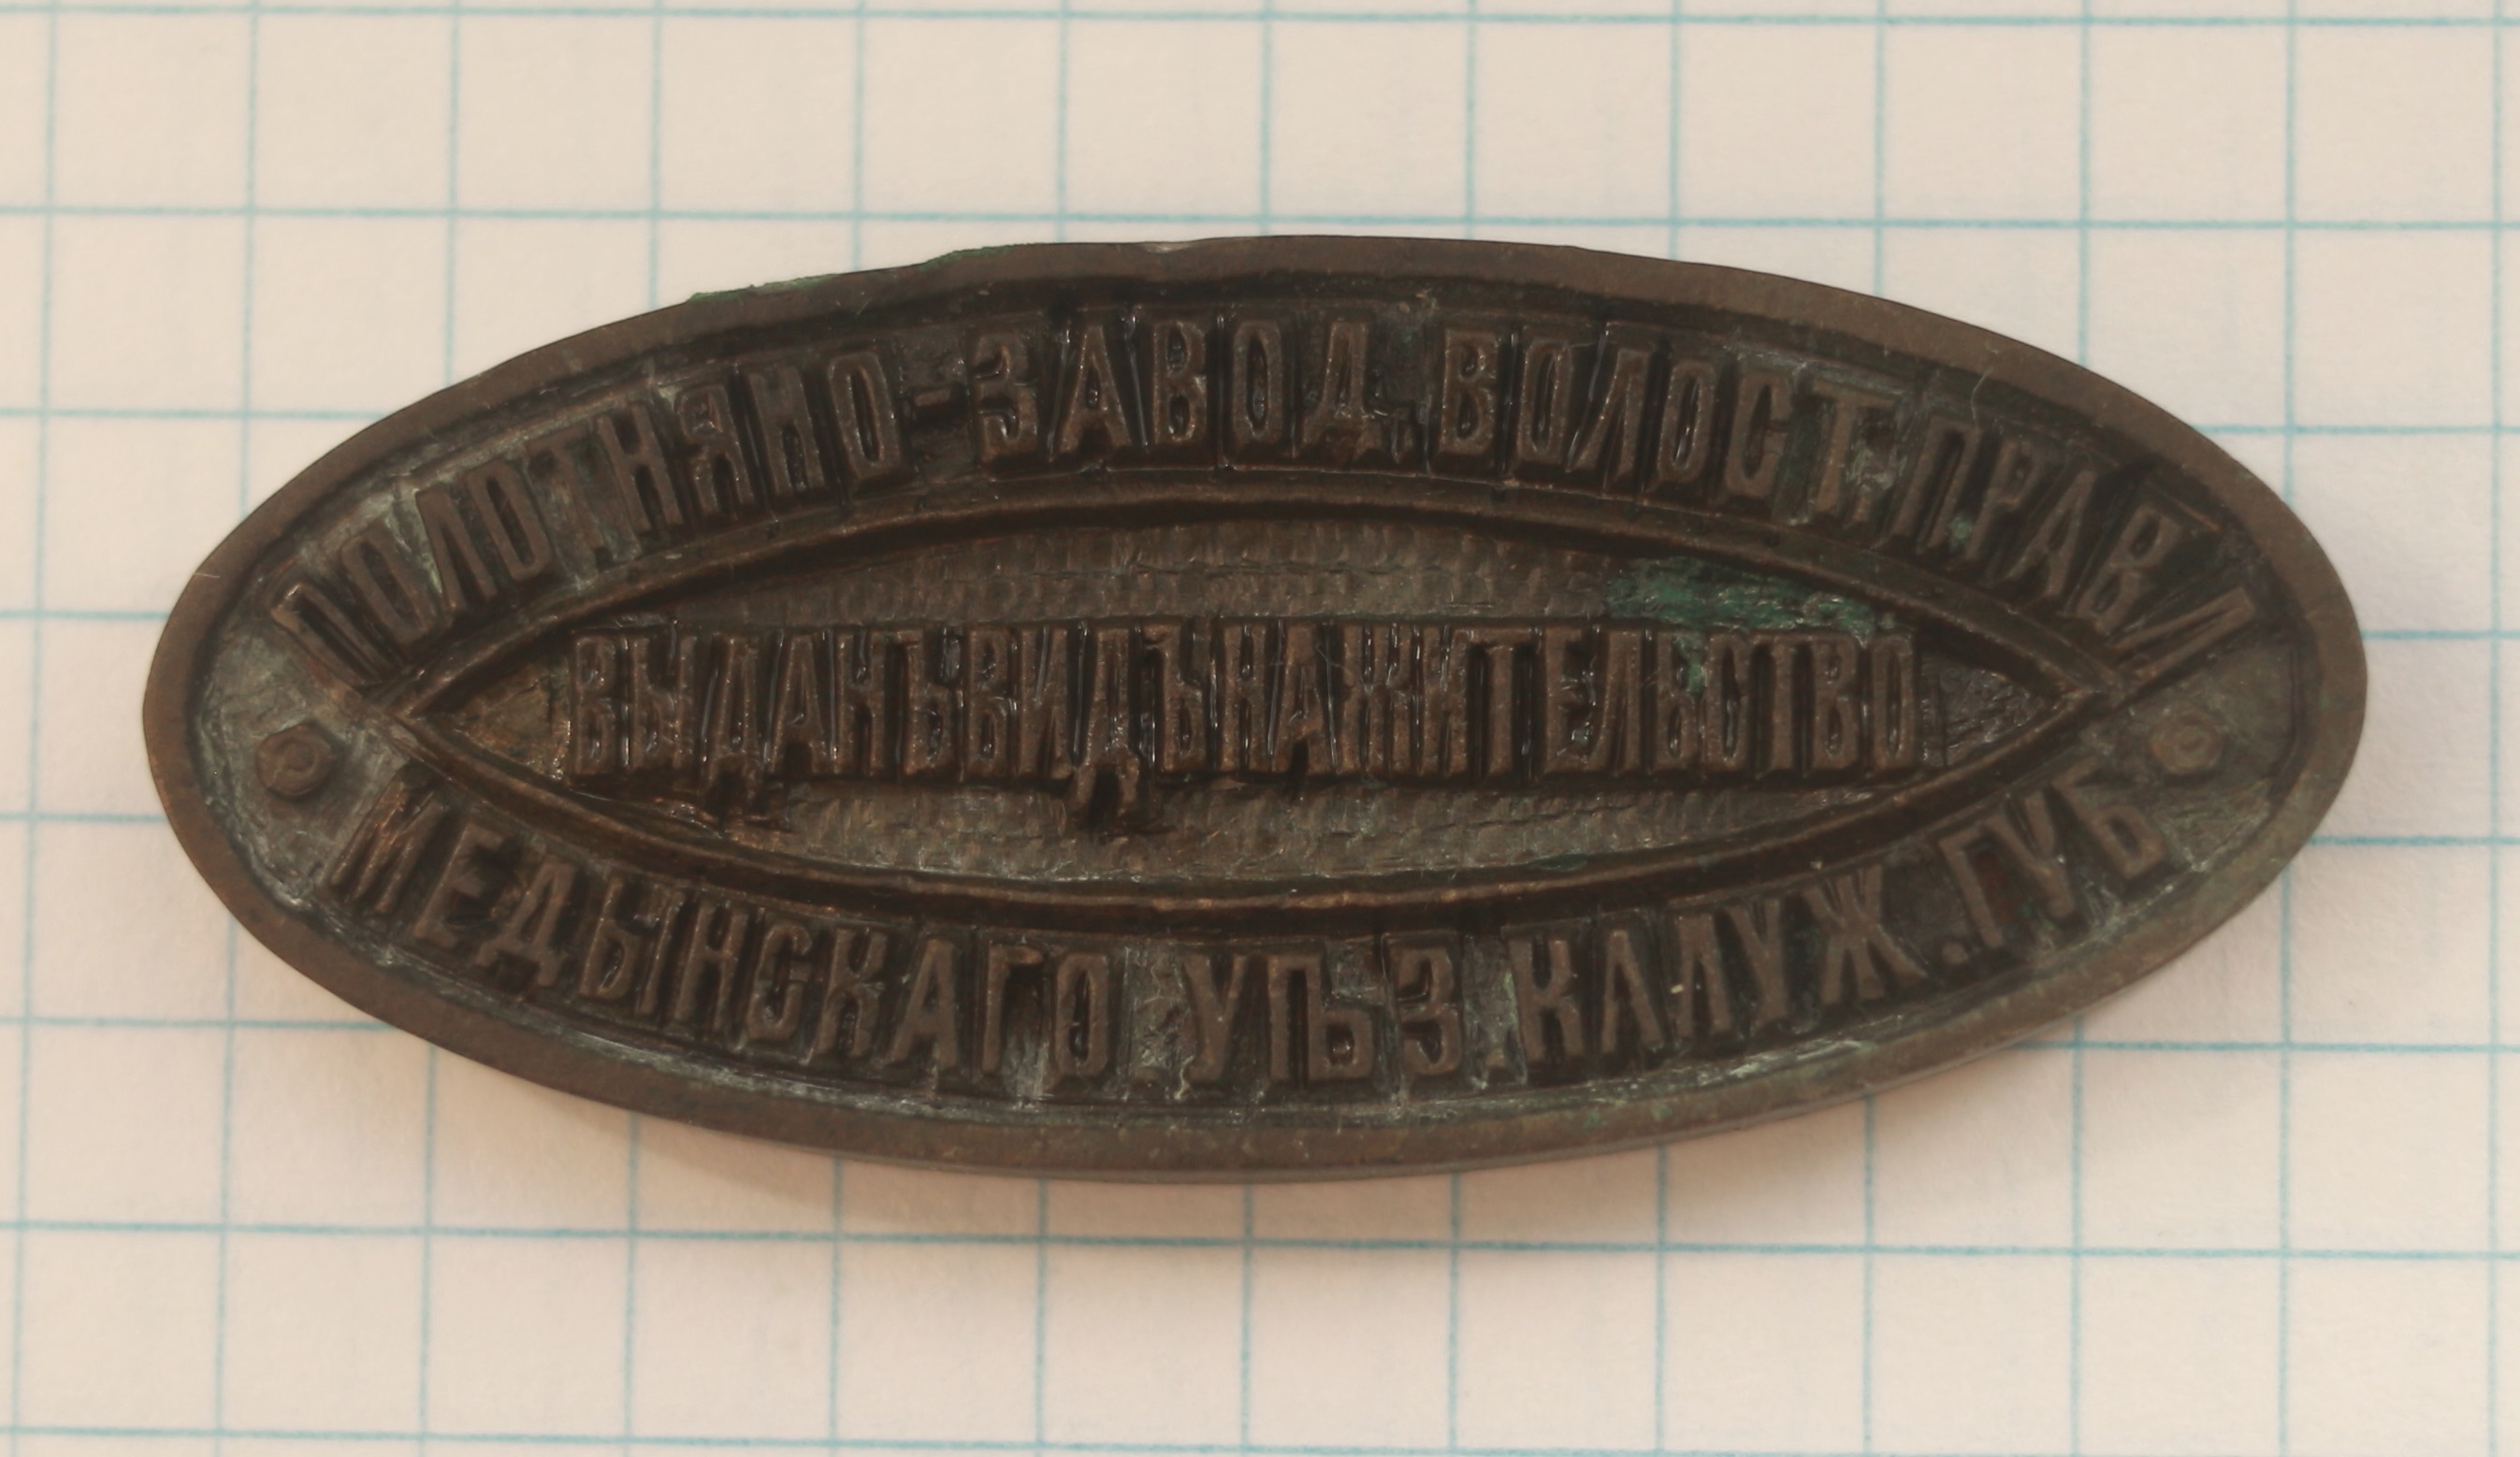 ПОЛОТНЯНО-ЗАВОД.ВОЛОСТ.ПРАВЛ
ВЫДАНЪ ВИДЪ НА ЖИТЕЛЬСТВО
МЕДЫНСКАГО УѢЗ.КАЛУЖ.ГУБ